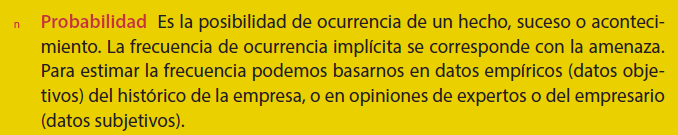 n Probabilidad Es la posibilidad de ocurrencia de un hecho, suceso o aconteci-
miento. La frecuencia de ocurrencia implícita se corresponde con la amenaza.
Para estimar la frecuencia podemos basarnos en datos empíricos (datos obje-
tivos) del histórico de la empresa, o en opiniones de expertos o del empresario
(datos subjetivos).